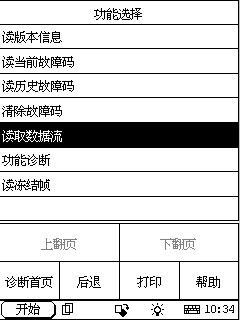 功能选择
读版本信息
读当前故障码
读历史故障码
清除故障码
读取数据流
功能诊断
读冻结帧
上翻页 下翻页
诊断首页 后退 打印 帮助
开始 10:34